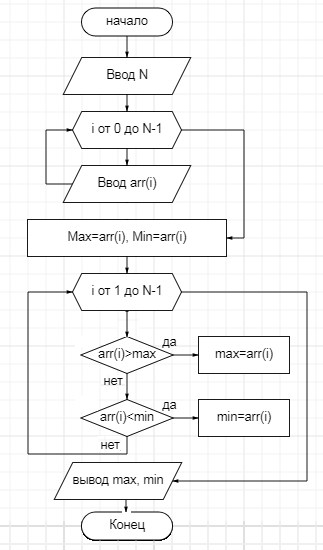 начало
Ввод N
i от 0 до N-1
Ввод arr(i)
Max=arr(i), Min=arr(i)
i от 1 до N-1
arr(i)>max
да
max=arr(i)
нет
arr(i)<min
да
min=arr(i)
нет
вывод max, min
Конец